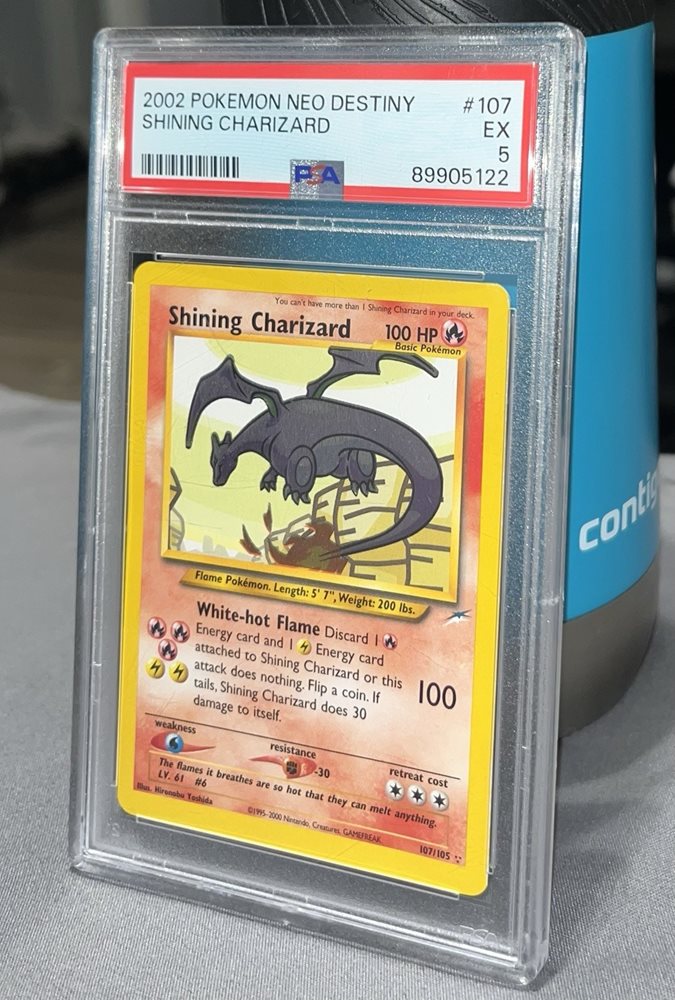 2002 POKEMON NEO DESTINY #107
SHINING CHARIZARD EX
5
PSA 89905122
You can't have more than 1 Shining Charizard in your deck.
Shining Charizard 100 HP
Basic Pokémon
Flame Pokémon. Length: 5' 7", Weight: 200 lbs.
White-hot Flame Discard 1
Energy card and 1 Energy card
attached to Shining Charizard or this
attack does nothing. Flip a coin. If
tails, Shining Charizard does 30
damage to itself.
100
weakness
resistance
-30
retreat cost
The flames it breathes are so hot that they can melt anything.
LV. 61 #6
Illus. Hironobu Yoshida
©1995-2000 Nintendo, Creatures, GAMEFREAK
107/105
contig